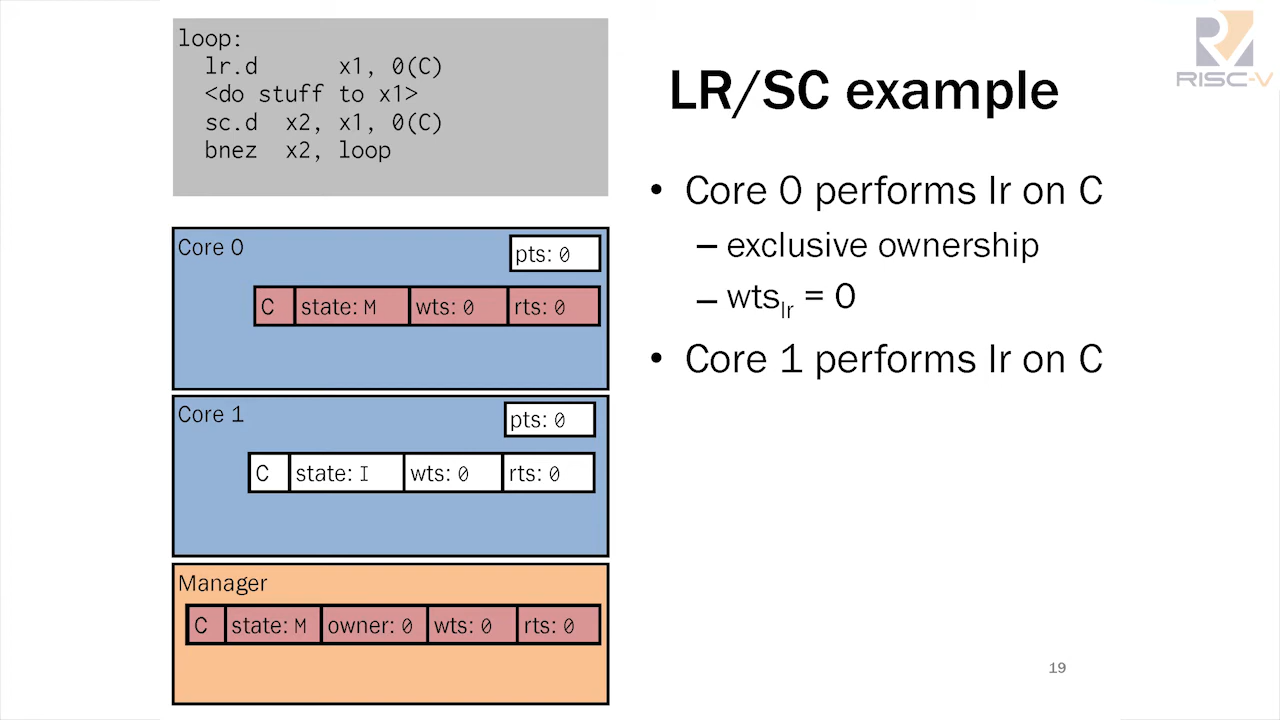 loop:
lr.d x1, 0(C)
<do stuff to x1>
sc.d x2, x1, 0(C)
bnez x2, loop
RISC-V
LR/SC example
• Core 0 performs lr on C
– exclusive ownership
– wtslr = 0
• Core 1 performs lr on C
Core 0
pts: 0
C state: M wts: 0 rts: 0
Core 1
pts: 0
C state: I wts: 0 rts: 0
Manager
C state: M owner: 0 wts: 0 rts: 0
19